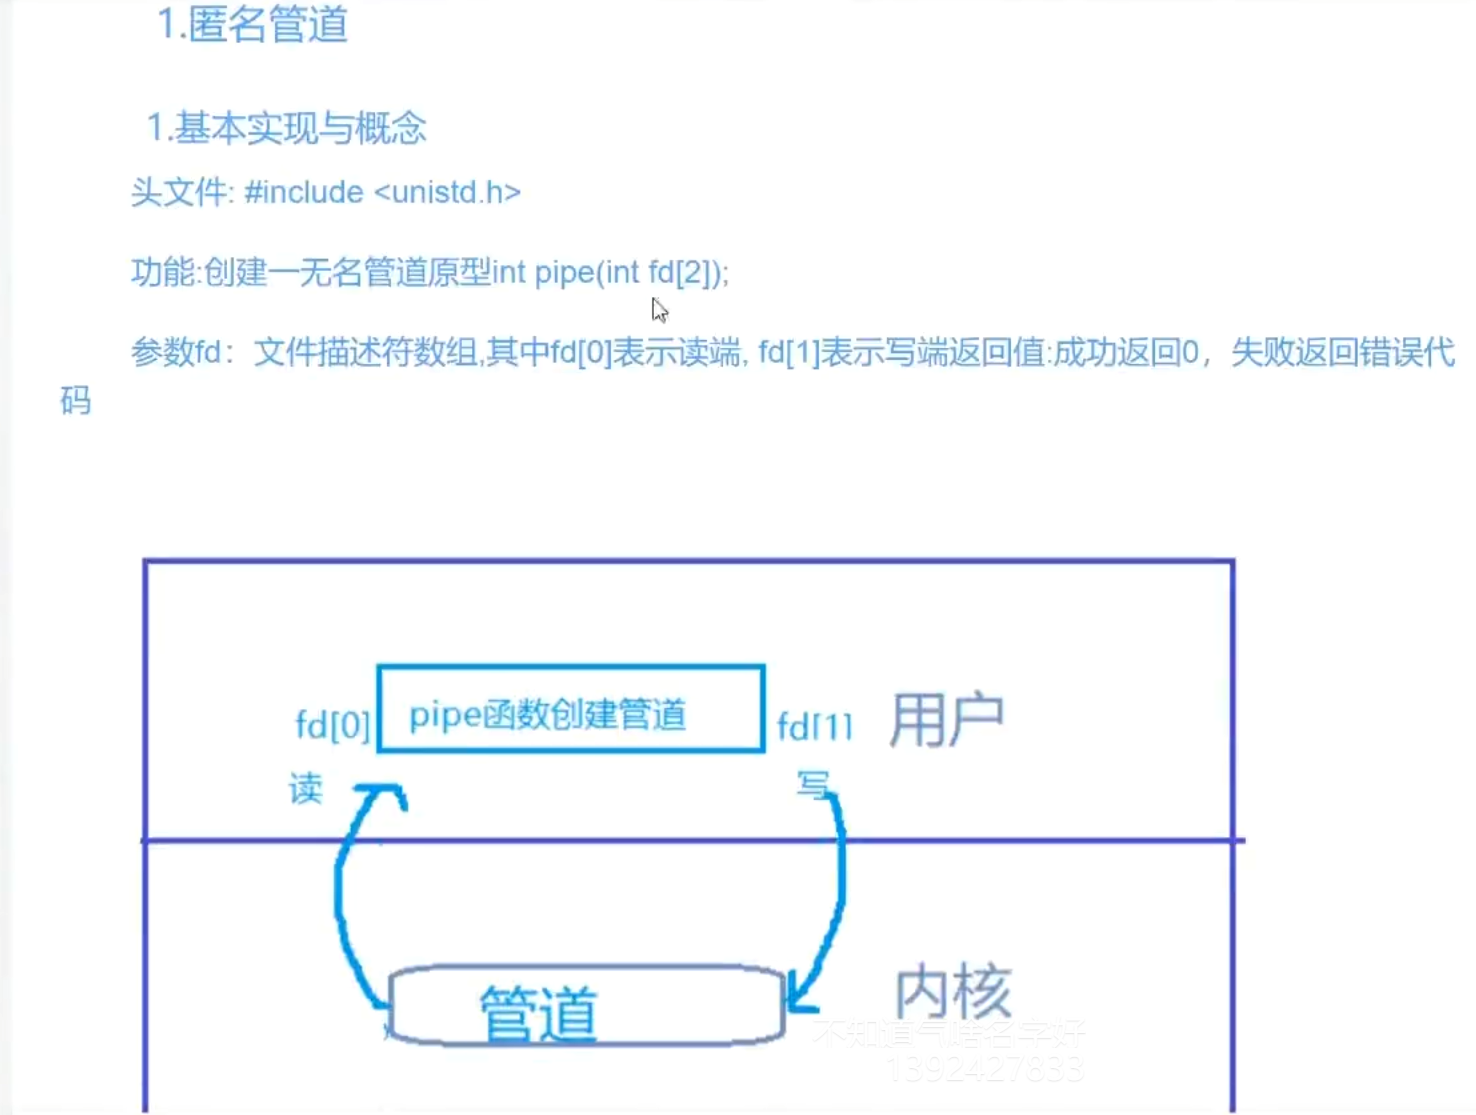 1.匿名管道
1.基本实现与概念
头文件: #include <unistd.h>
功能:创建一无名管道原型int pipe(int fd[2]);
参数fd：文件描述符数组,其中fd[0]表示读端, fd[1]表示写端返回值:成功返回0，失败返回错误代
码
fd[0]
pipe函数创建管道
fd[1]
用户
读
写
管道
内核
不知道气啥名字好
1392427833